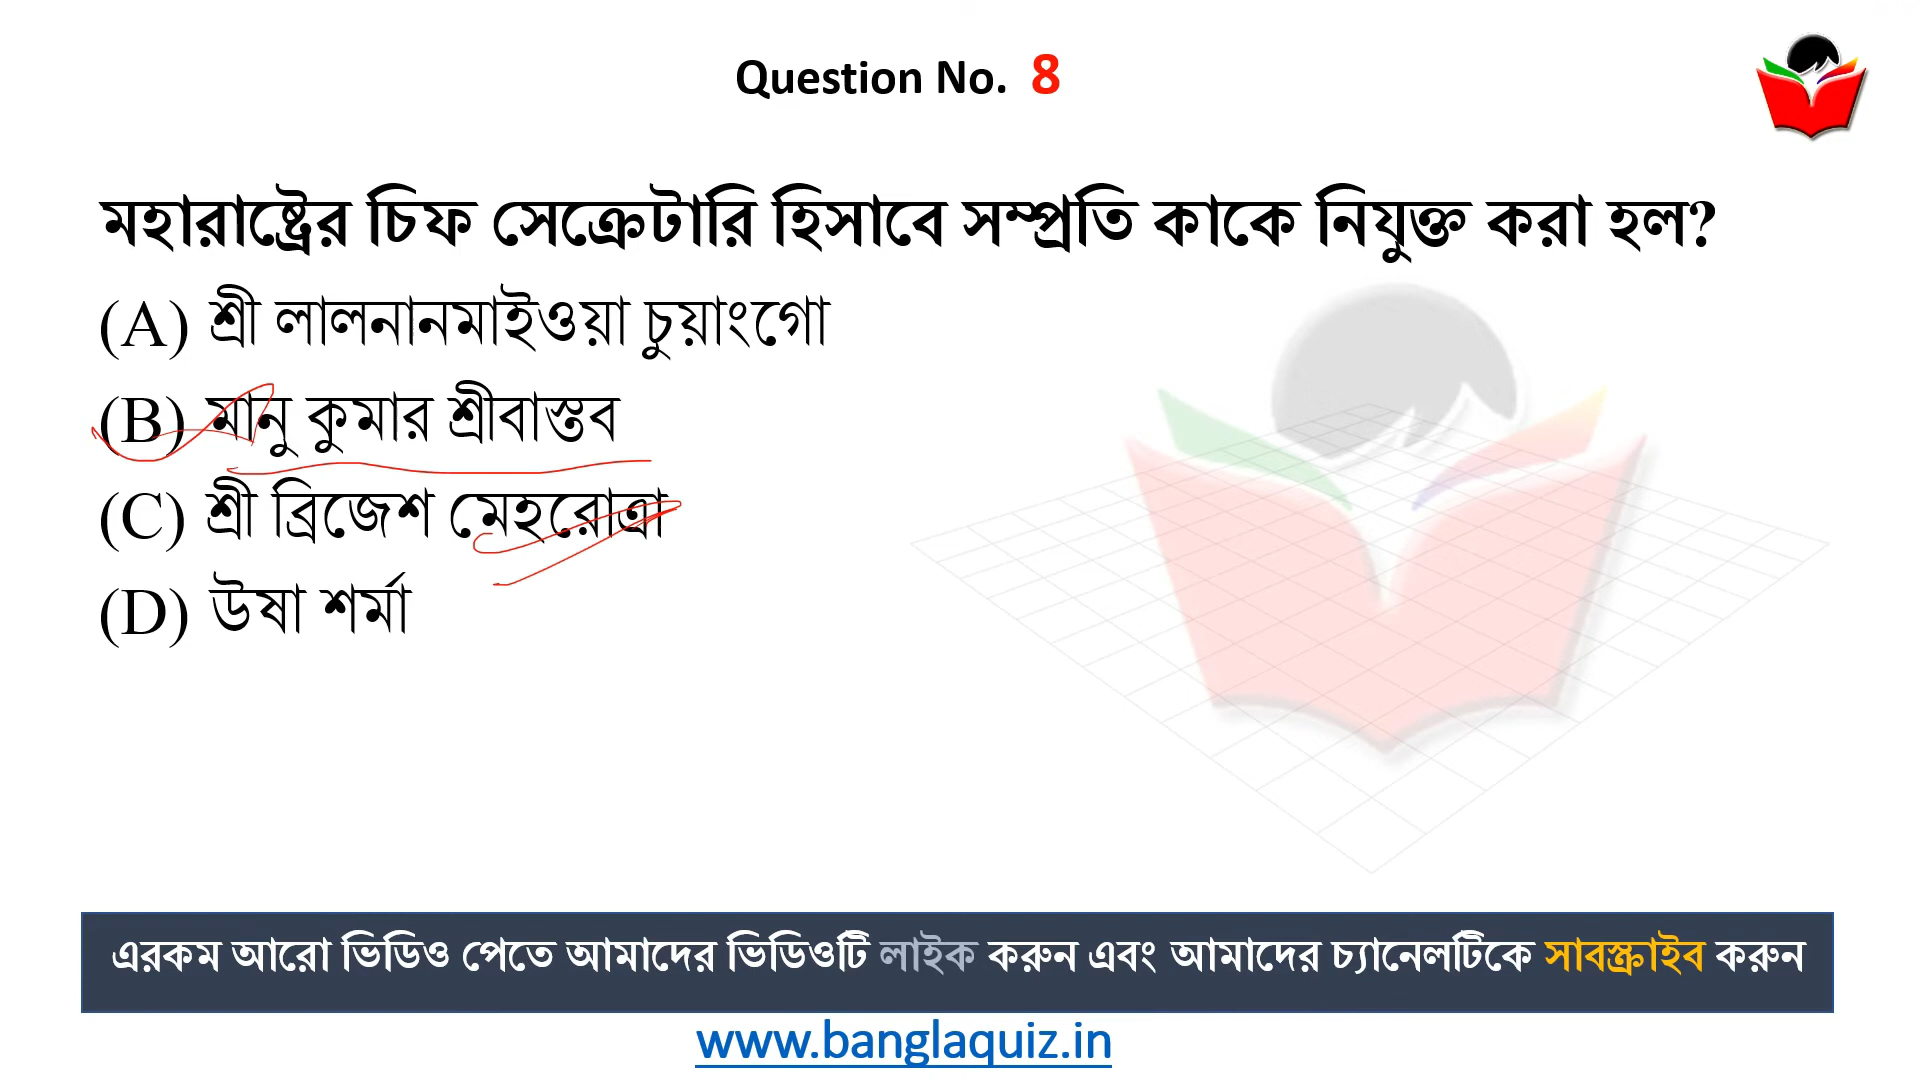 Question No. 8
মহারাষ্ট্রের চিফ সেক্রেটারি হিসাবে সম্প্রতি কাকে নিযুক্ত করা হল?
(A) শ্রী লালনানমাইওয়া চুয়াংগো
(B) মানু কুমার শ্রীবাস্তব
(C) শ্রী ব্রিজেশ মেহরোত্রা
(D) উষা শর্মা
এরকম আরো ভিডিও পেতে আমাদের ভিডিওটি লাইক করুন এবং আমাদের চ্যানেলটিকে সাবস্ক্রাইব করুন
www.banglaquiz.in